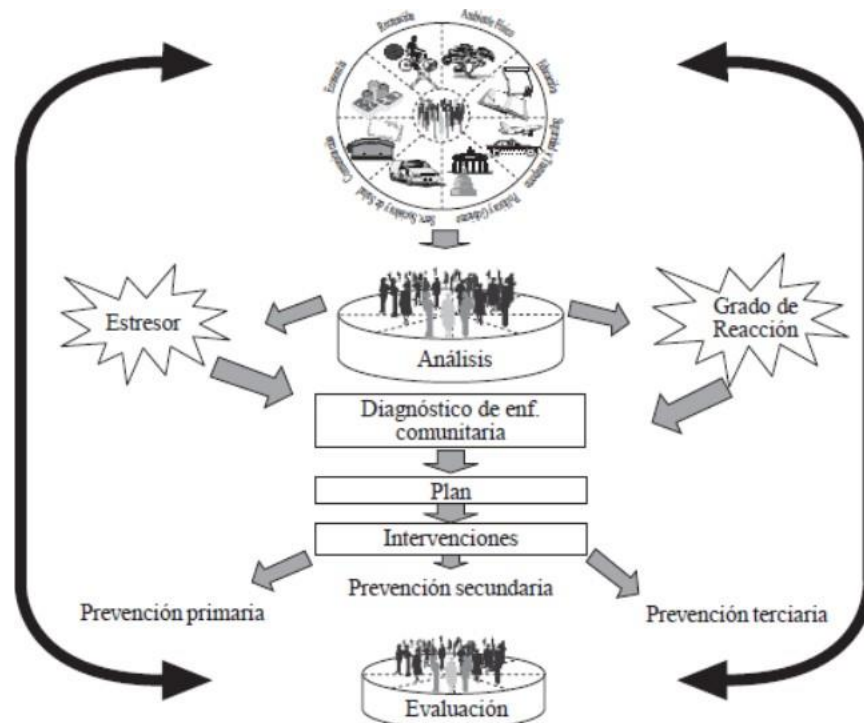 Recreación
Ambiente Físico
Economía
Educación
Seguridad y Transporte
Comunicación
Política y Gobierno
Serv. Sociales y de Salud
Estresor
Grado de
Reacción
Análisis
Diagnóstico de enf.
comunitaria
Plan
Intervenciones
Prevención primaria
Prevención secundaria
Prevención terciaria
Evaluación